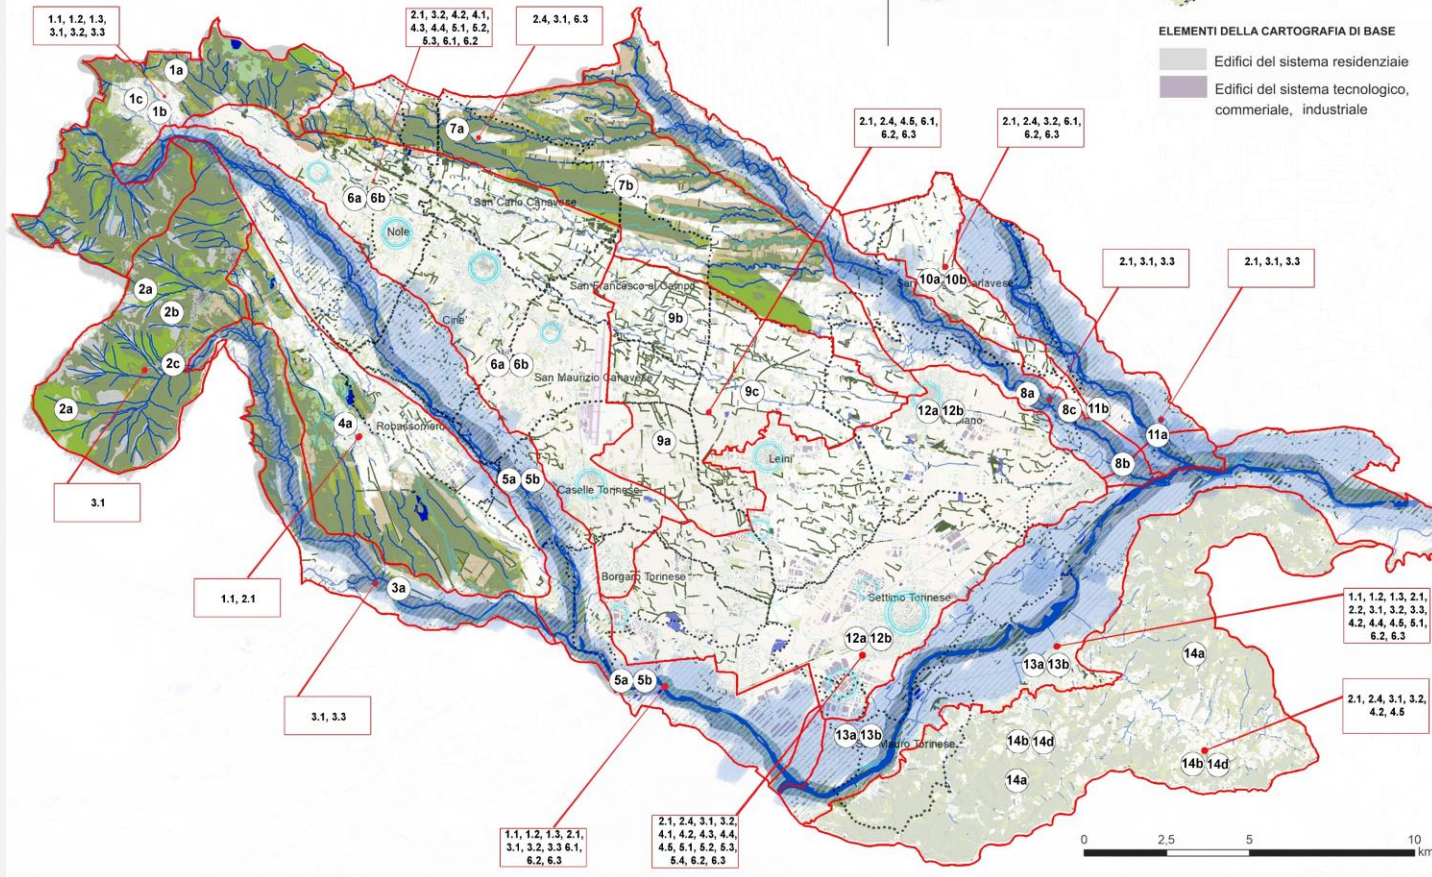 1.1, 1.2, 1.3,
3.1, 3.2, 3.3
2.1, 3.2, 4.2, 4.1,
4.3, 4.4, 5.1, 5.2,
5.3, 6.1, 6.2
2.4, 3.1, 6.3
ELEMENTI DELLA CARTOGRAFIA DI BASE
Edifici del sistema residenziaie
Edifici del sistema tecnologico,
commeriale, industriale
2.1, 2.4, 4.5, 6.1,
6.2, 6.3
2.1, 2.4, 3.2, 6.1,
6.2, 6.3
1a
1c
1b
7a
7b
6a 6b
San Carlo Canavese
Nole
2.1, 3.1, 3.3
2.1, 3.1, 3.3
10a 10b
2a
2b
San Francesco al Campo
9b
Cirie'
2c
6a 6b
San Maurizio Canavese
9c
8a
8c
11b
2a
12a 12b
4a
Robassomero
11a
9a
Leini'
8b
5a 5b
Caselle Torinese
3.1
1.1, 2.1
3a
Borgaro Torinese
Settimo Torinese
1.1, 1.2, 1.3, 2.1,
2.2, 3.1, 3.2, 3.3,
4.2, 4.4, 4.5, 5.1,
6.2, 6.3
12a 12b
13a 13b
14a
5a 5b
3.1, 3.3
2.1, 2.4, 3.1, 3.2,
4.2, 4.5
13a 13b
Mauro Torinese
14b 14d
14b 14d
14a
1.1, 1.2, 1.3, 2.1,
3.1, 3.2, 3.3 6.1,
6.2, 6.3
2.1, 2.4, 3.1, 3.2,
4.1, 4.2, 4.3, 4.4,
4.5, 5.1, 5.2, 5.3,
5.4, 6.2, 6.3
0 2,5 5 10
km